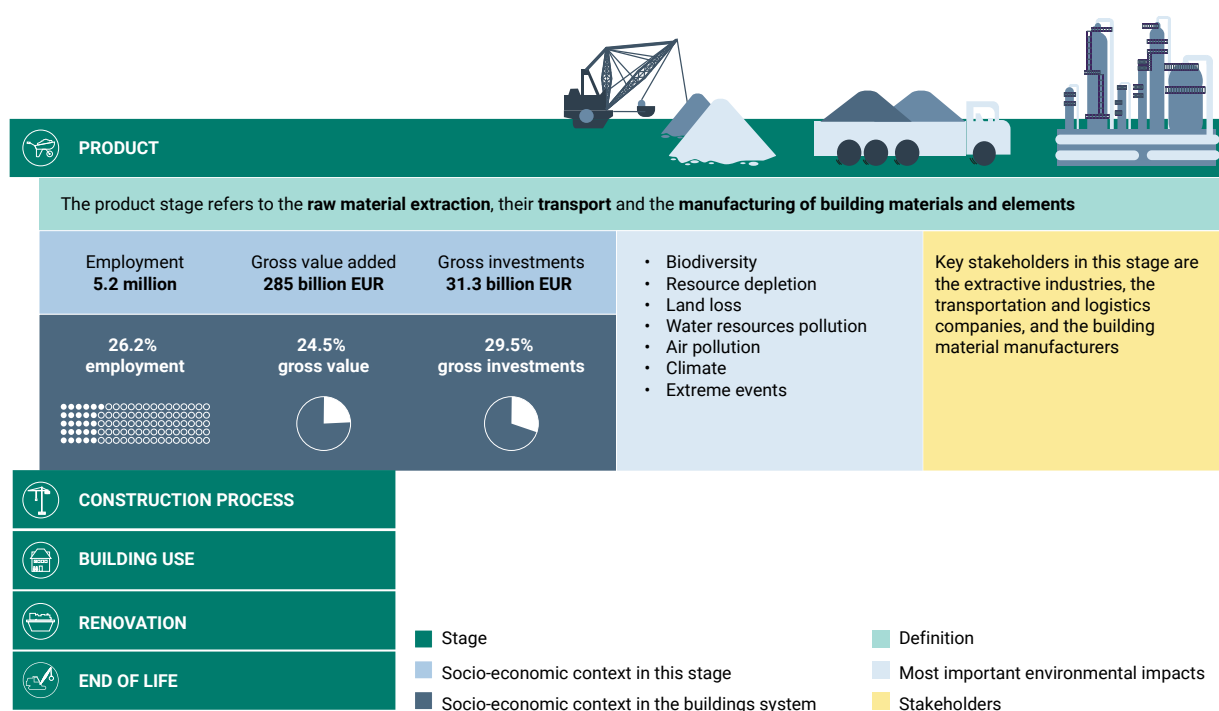 PRODUCT
The product stage refers to the raw material extraction, their transport and the manufacturing of building materials and elements
Employment
5.2 million
Gross value added
285 billion EUR
Gross investments
31.3 billion EUR
26.2%
employment
24.5%
gross value
29.5%
gross investments
• Biodiversity
• Resource depletion
• Land loss
• Water resources pollution
• Air pollution
• Climate
• Extreme events
Key stakeholders in this stage are
the extractive industries, the
transportation and logistics
companies, and the building
material manufacturers
CONSTRUCTION PROCESS
BUILDING USE
RENOVATION
END OF LIFE
Stage
Socio-economic context in this stage
Socio-economic context in the buildings system
Definition
Most important environmental impacts
Stakeholders